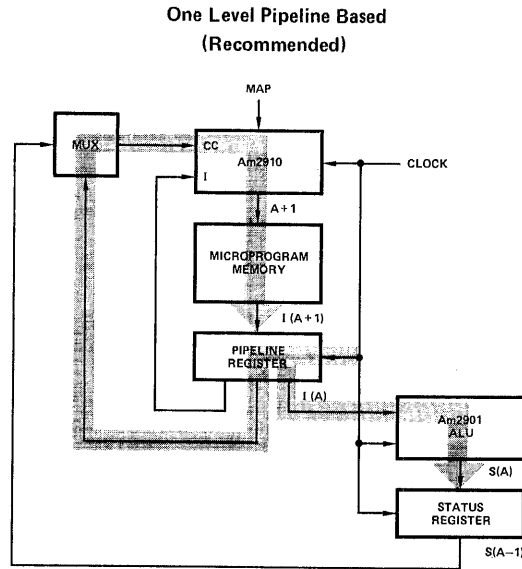 One Level Pipeline Based
(Recommended)
MAP
MUX
CC
Am2910
I
CLOCK
A+1
MICROPROGRAM
MEMORY
I(A+1)
PIPELINE
REGISTER
I(A)
Am2901
ALU
S(A)
STATUS
REGISTER
S(A−1)